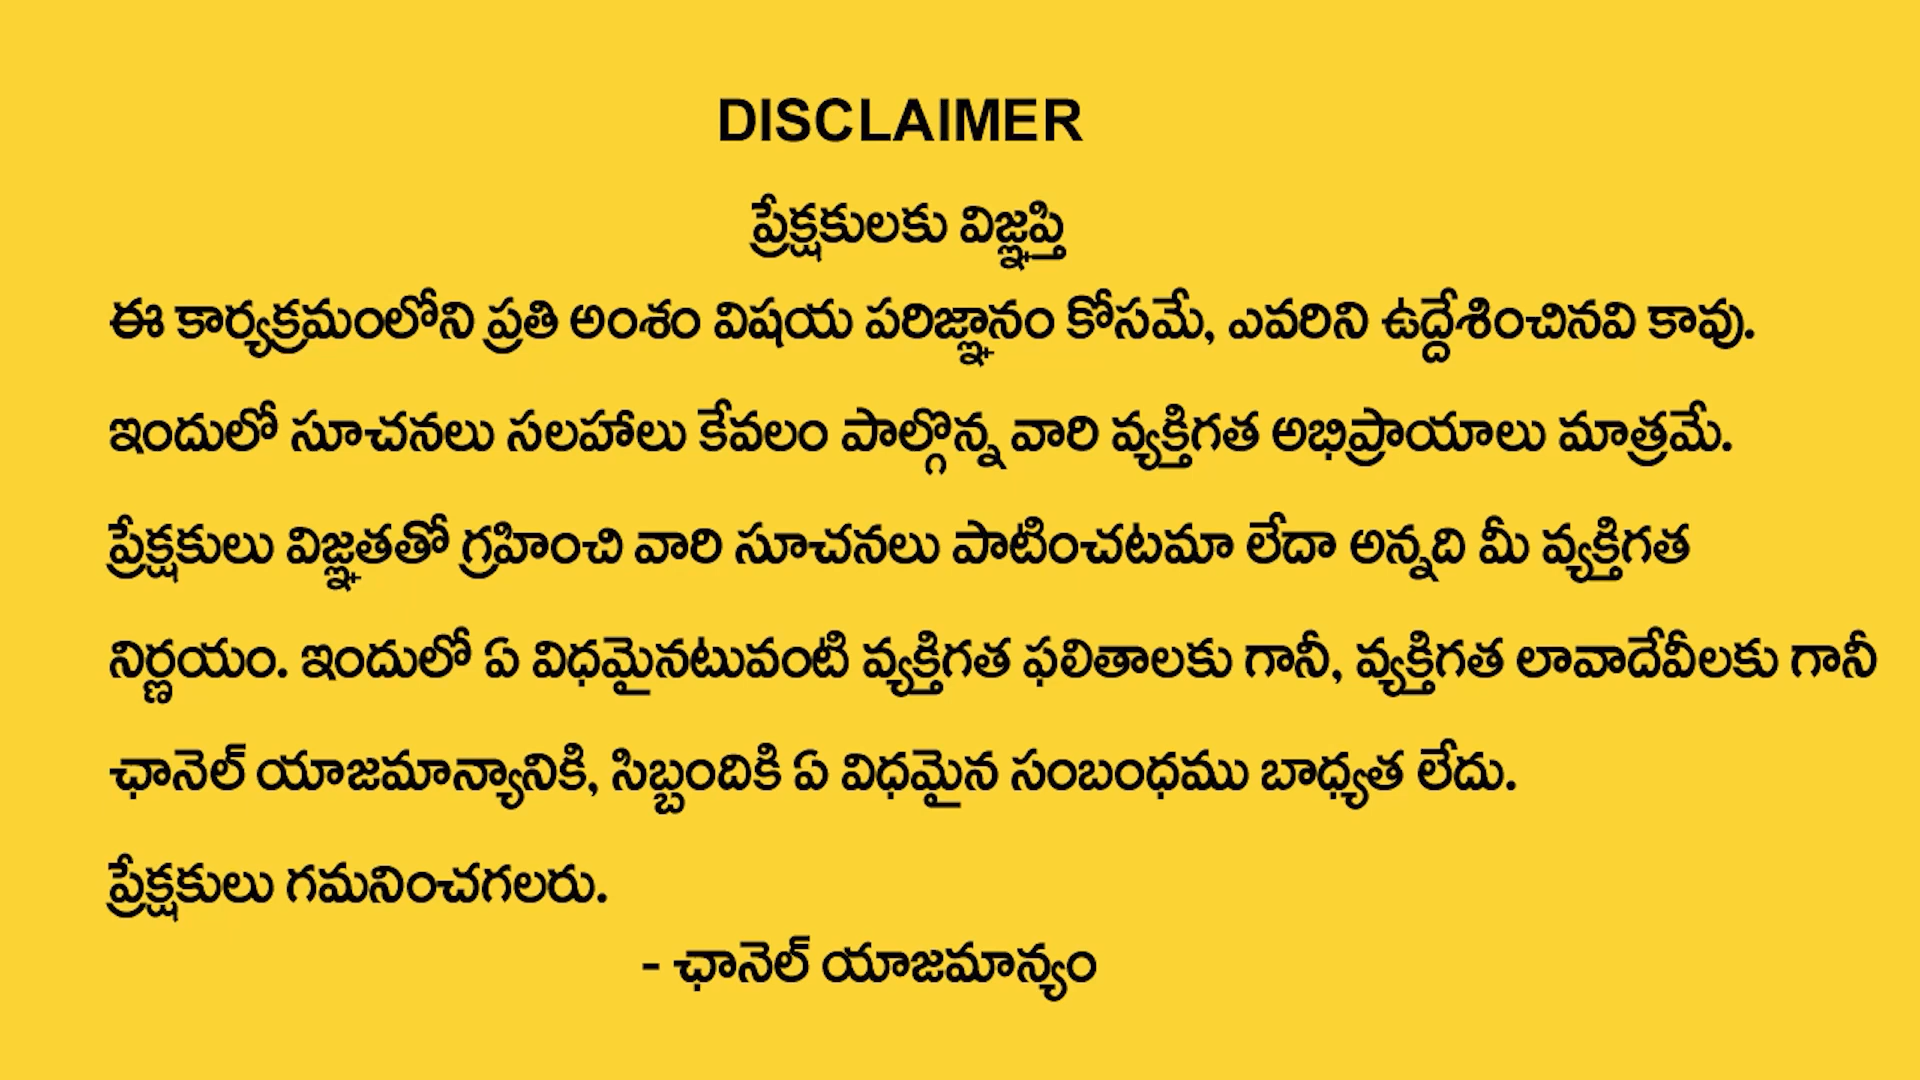 DISCLAIMER
ప్రేక్షకులకు విజ్ఞప్తి
ఈ కార్యక్రమంలోని ప్రతి అంశం విషయ పరిజ్ఞానం కోసమే, ఎవరిని ఉద్దేశించినవి కావు.
ఇందులో సూచనలు సలహాలు కేవలం పాల్గొన్న వారి వ్యక్తిగత అభిప్రాయాలు మాత్రమే.
ప్రేక్షకులు విజ్ఞతతో గ్రహించి వారి సూచనలు పాటించటమా లేదా అన్నది మీ వ్యక్తిగత
నిర్ణయం. ఇందులో ఏ విధమైనటువంటి వ్యక్తిగత ఫలితాలకు గానీ, వ్యక్తిగత లావాదేవీలకు గానీ
ఛానెల్ యాజమాన్యానికి, సిబ్బందికి ఏ విధమైన సంబంధము బాధ్యత లేదు.
ప్రేక్షకులు గమనించగలరు.
- ఛానెల్ యాజమాన్యం